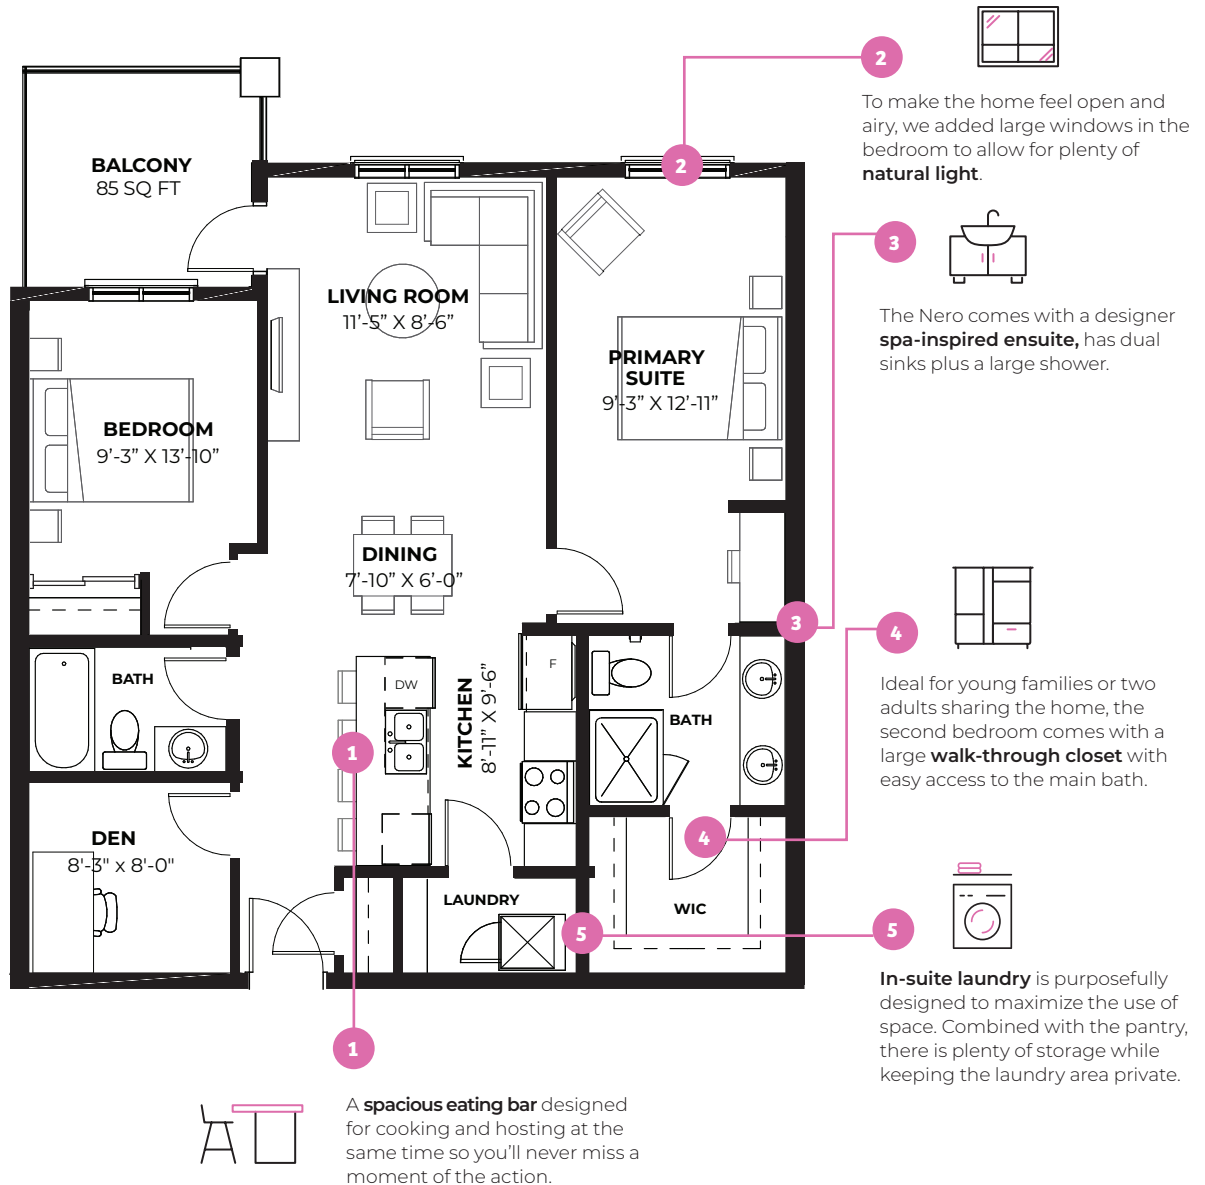 BALCONY
85 SQ FT
LIVING ROOM
11'-5" X 8'-6"
PRIMARY
SUITE
9'-3" X 12'-11"
BEDROOM
9'-3" X 13'-10"
DINING
7'-10" X 6'-0"
BATH
DW
F
KITCHEN
8'-11" X 9'-6"
BATH
DEN
8'-3" x 8'-0"
LAUNDRY
WIC
1
2
3
4
5
2
To make the home feel open and
airy, we added large windows in the
bedroom to allow for plenty of
natural light.
3
The Nero comes with a designer
spa-inspired ensuite, has dual
sinks plus a large shower.
4
Ideal for young families or two
adults sharing the home, the
second bedroom comes with a
large walk-through closet with
easy access to the main bath.
5
In-suite laundry is purposefully
designed to maximize the use of
space. Combined with the pantry,
there is plenty of storage while
keeping the laundry area private.
1
A spacious eating bar designed
for cooking and hosting at the
same time so you'll never miss a
moment of the action.